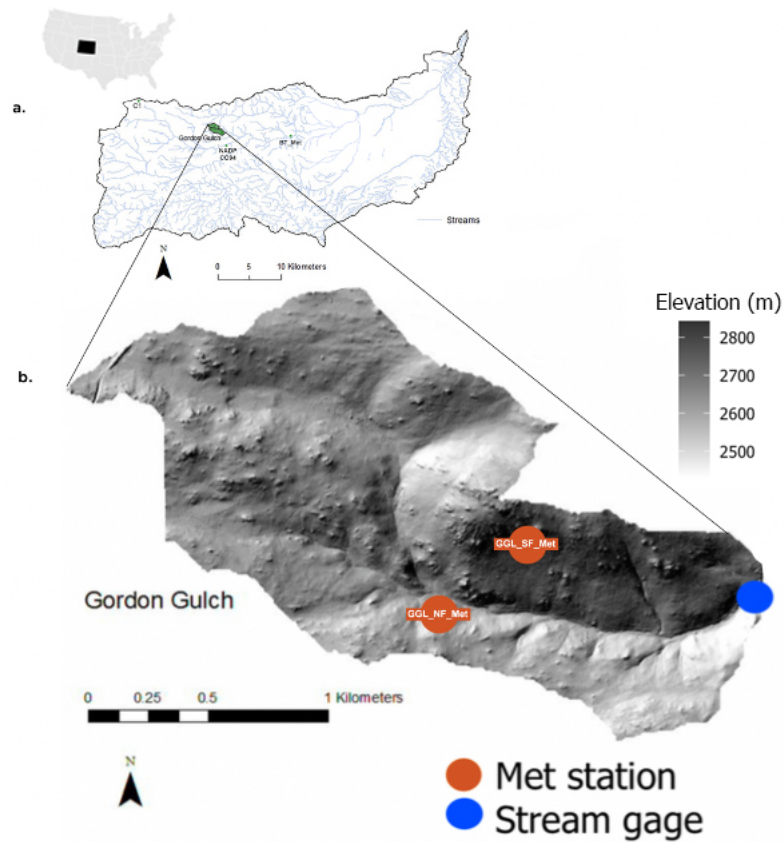 a.
C1
Gordon Gulch
NADP
CO94
BT_Met
Streams
N
0 5 10 Kilometers
Elevation (m)
2800
2700
2600
2500
b.
GGL_SF_Met
GGL_NF_Met
Gordon Gulch
0 0.25 0.5 1 Kilometers
N
Met station
Stream gage